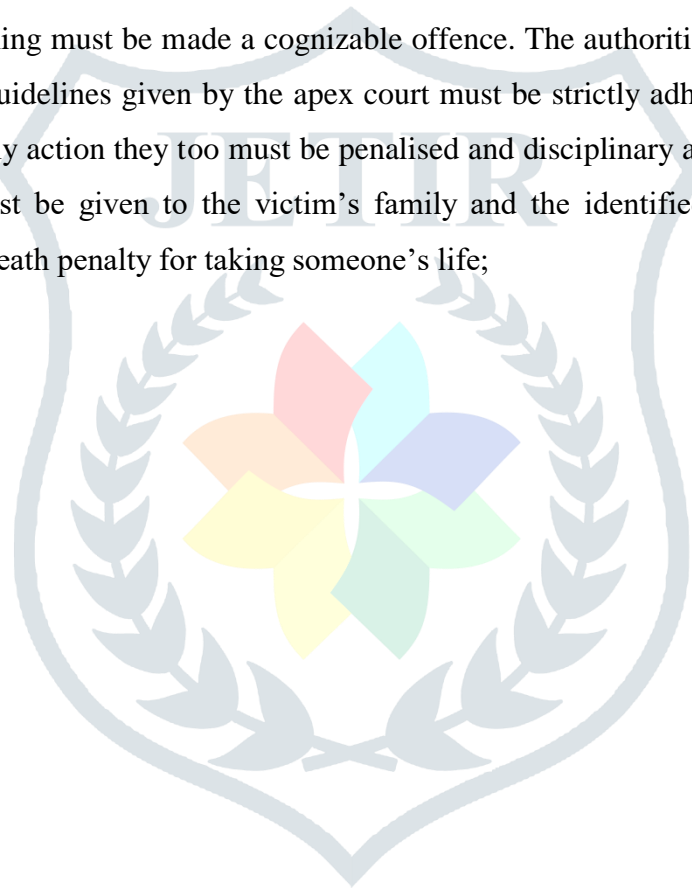 ing must be made a cognizable offence. The authoriti
uidelines given by the apex court must be strictly adh
y action they too must be penalised and disciplinary a
st be given to the victim’s family and the identifie
eath penalty for taking someone’s life;
JETIR